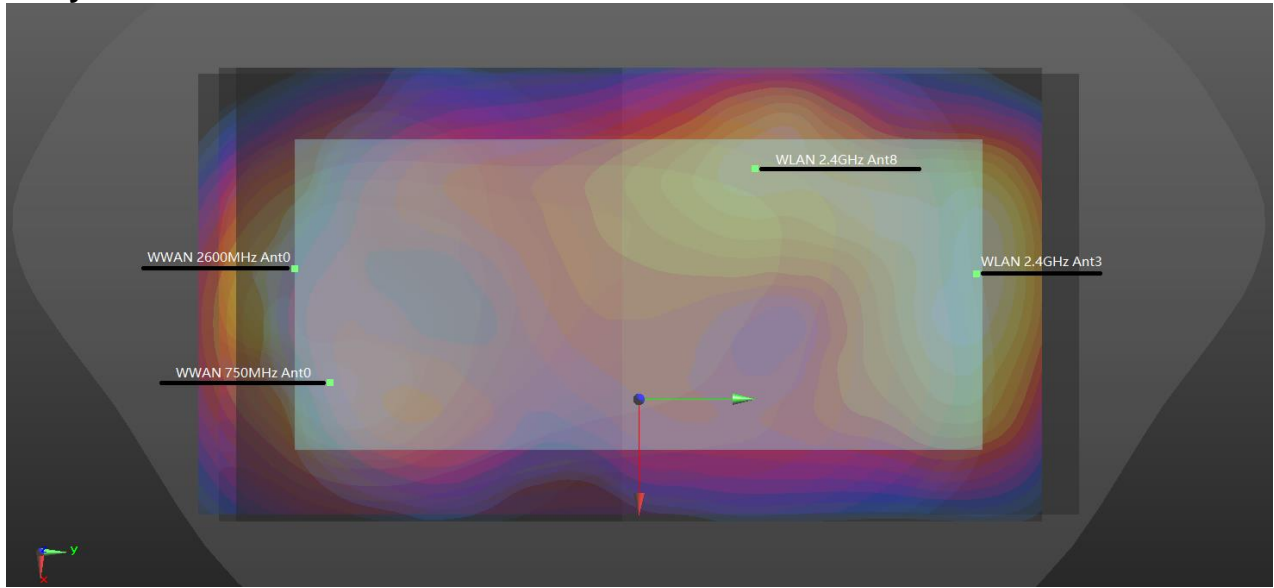 WLAN 2.4GHz Ant8
WWAN 2600MHz Ant0
WLAN 2.4GHz Ant3
WWAN 750MHz Ant0
y
x